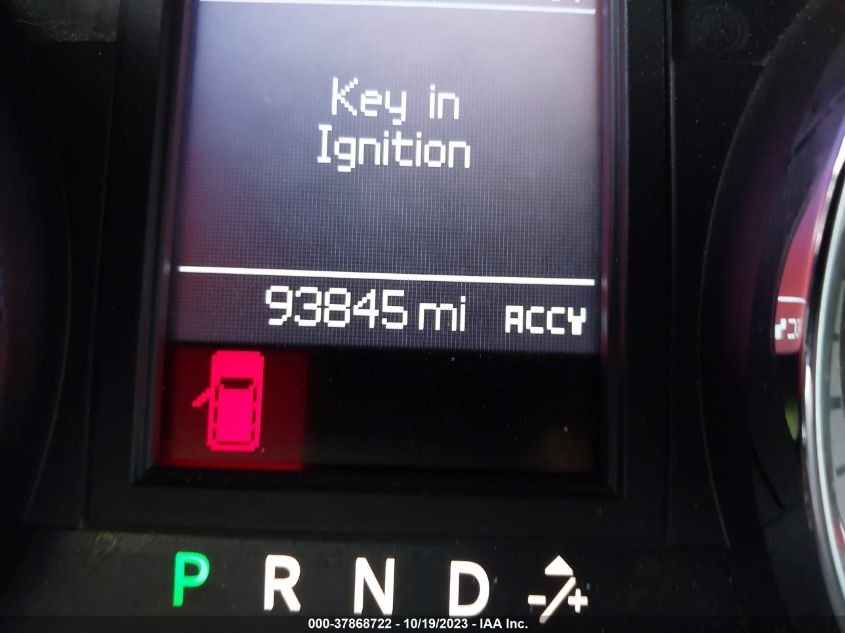 Key in
Ignition
93845 mi ACCY
P R N D -/+
000-37868722 - 10/19/2023 - IAA Inc.